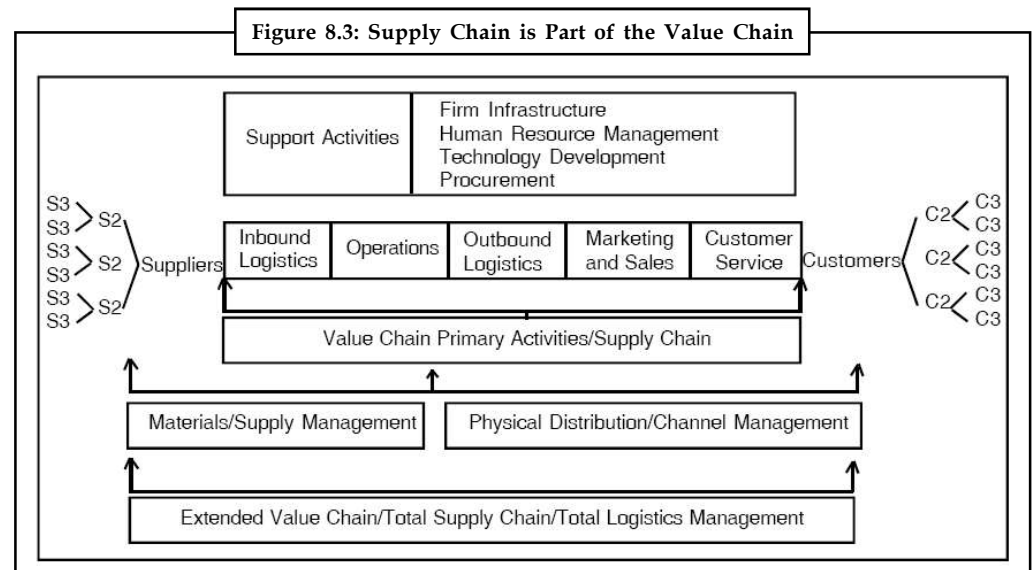 Figure 8.3: Supply Chain is Part of the Value Chain
Support Activities
Firm Infrastructure
Human Resource Management
Technology Development
Procurement
S3
S3
S3
S3
S3
S3
S2
S2
S2
Suppliers
Inbound
Logistics
Operations
Outbound
Logistics
Marketing
and Sales
Customer
Service
Customers
C2
C2
C2
C3
C3
C3
C3
C3
C3
Value Chain Primary Activities/Supply Chain
Materials/Supply Management
Physical Distribution/Channel Management
Extended Value Chain/Total Supply Chain/Total Logistics Management